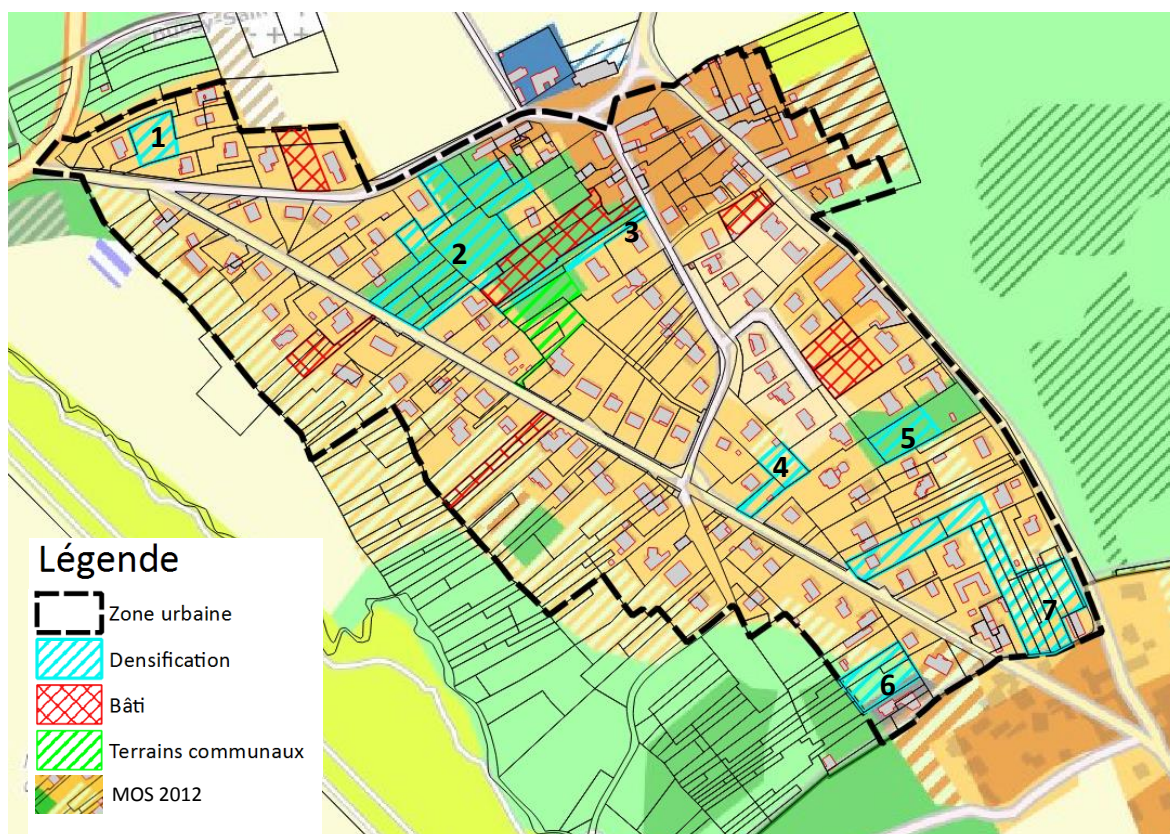 1
2
3
4
5
6
7
Légende
Zone urbaine
Densification
Bâti
Terrains communaux
MOS 2012